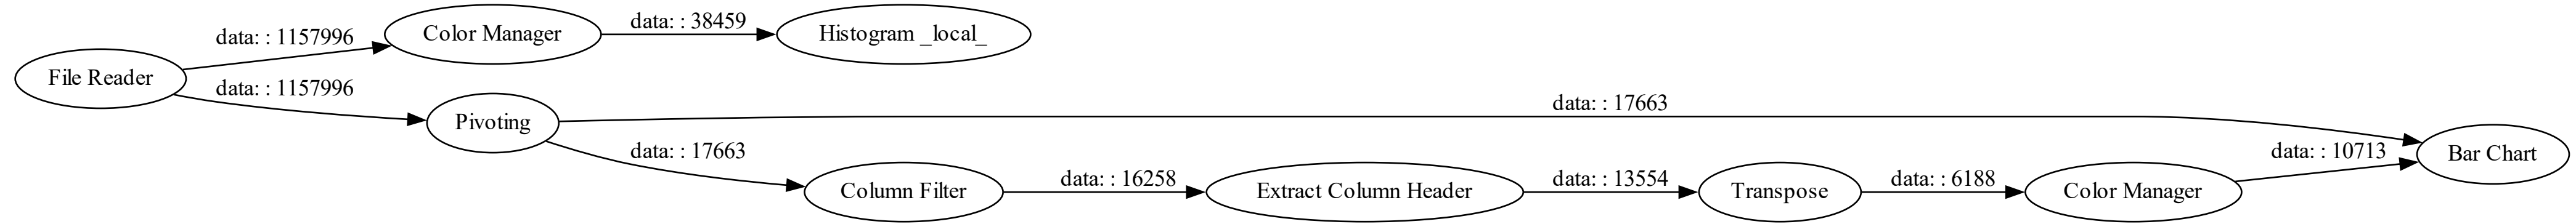 File Reader
data: : 1157996
Color Manager
data: : 38459
Histogram _local_
data: : 1157996
Pivoting
data: : 17663
Bar Chart
data: : 17663
Column Filter
data: : 16258
Extract Column Header
data: : 13554
Transpose
data: : 6188
Color Manager
data: : 10713